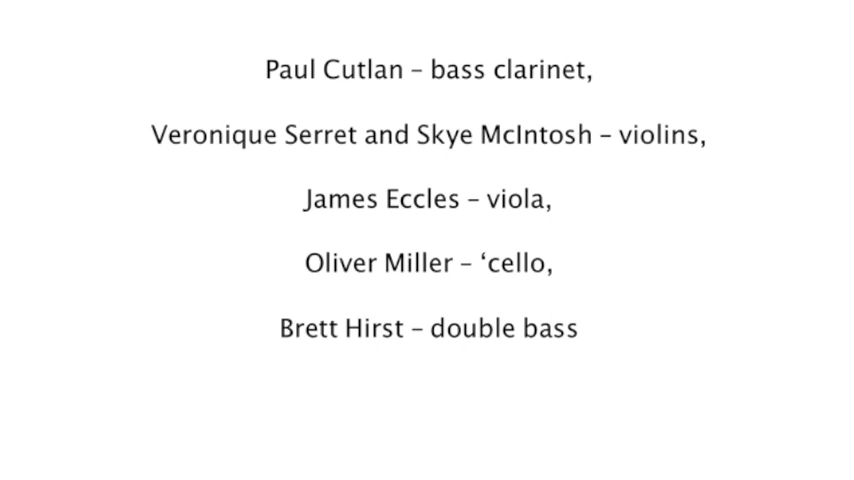 Paul Cutlan – bass clarinet,
Veronique Serret and Skye McIntosh – violins,
James Eccles – viola,
Oliver Miller – ‘cello,
Brett Hirst – double bass